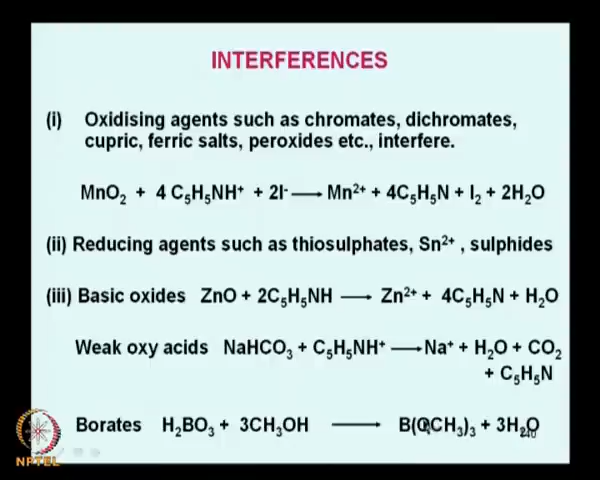 INTERFERENCES
(i) Oxidising agents such as chromates, dichromates,
cupric, ferric salts, peroxides etc., interfere.
MnO₂ + 4 C₅H₅NH⁺ + 2I⁻ ⟶ Mn²⁺ + 4C₅H₅N + I₂ + 2H₂O
(ii) Reducing agents such as thiosulphates, Sn²⁺ , sulphides
(iii) Basic oxides ZnO + 2C₅H₅NH ⟶ Zn²⁺ + 4C₅H₅N + H₂O
Weak oxy acids NaHCO₃ + C₅H₅NH⁺ ⟶ Na⁺ + H₂O + CO₂
+ C₅H₅N
Borates H₂BO₃ + 3CH₃OH ⟶ B(OCH₃)₃ + 3H₂O
NPTEL